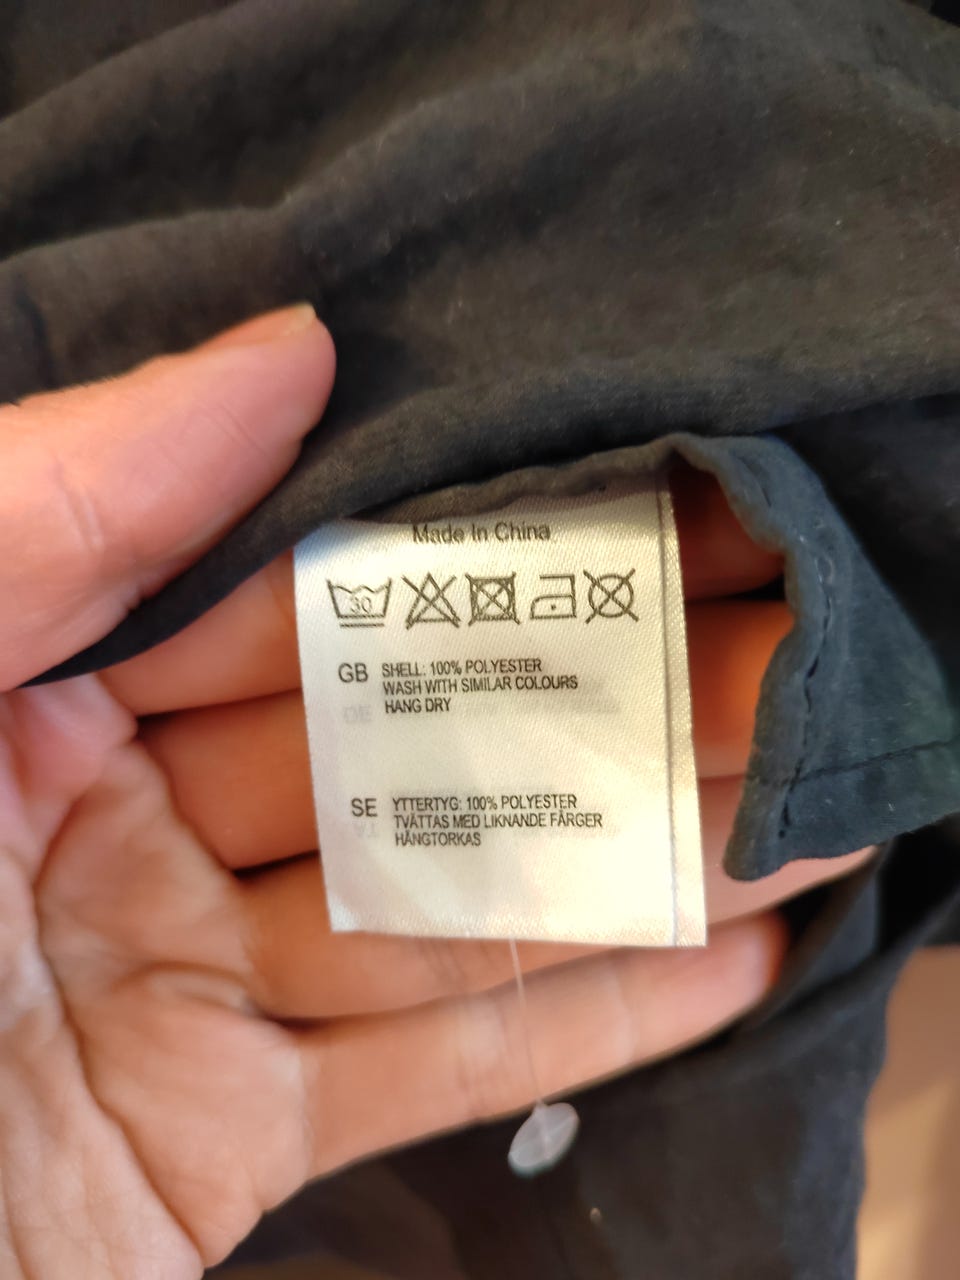 Made In China
30
GB SHELL: 100% POLYESTER
WASH WITH SIMILAR COLOURS
HANG DRY
SE YTTERTYG: 100% POLYESTER
TVÄTTAS MED LIKNANDE FÄRGER
HÄNGTORKAS